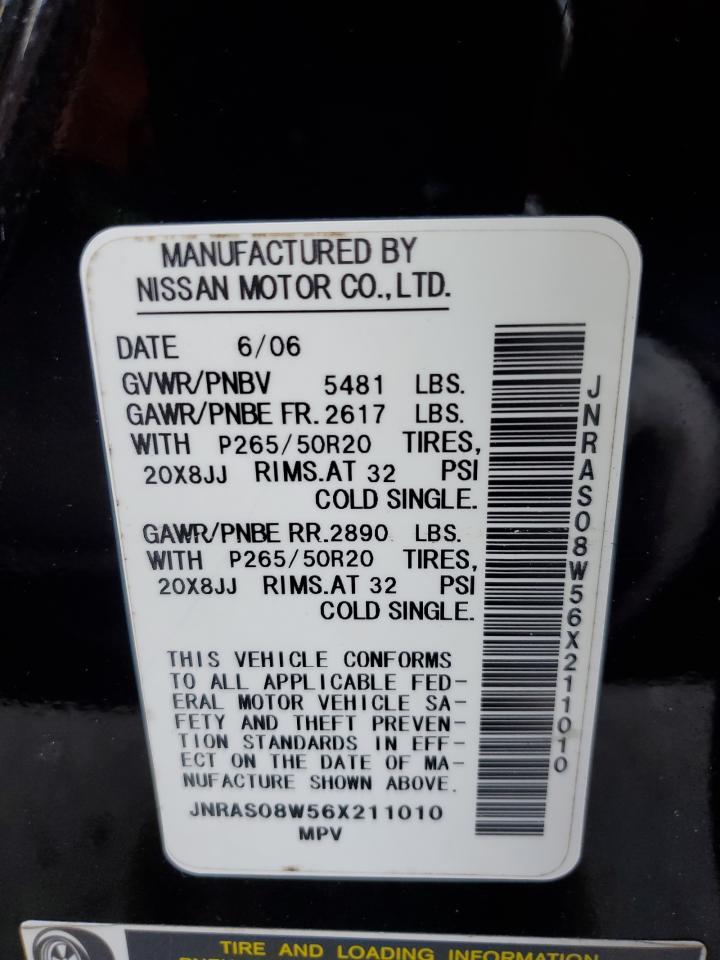 MANUFACTURED BY
NISSAN MOTOR CO.,LTD.
DATE 6/06
GVWR/PNBV 5481 LBS.
GAWR/PNBE FR.2617 LBS.
WITH P265/50R20 TIRES,
20X8JJ RIMS.AT 32 PSI
COLD SINGLE.
GAWR/PNBE RR.2890 LBS.
WITH P265/50R20 TIRES,
20X8JJ RIMS.AT 32 PSI
COLD SINGLE.
THIS VEHICLE CONFORMS
TO ALL APPLICABLE FED-
ERAL MOTOR VEHICLE SA-
FETY AND THEFT PREVEN-
TION STANDARDS IN EFF-
ECT ON THE DATE OF MA-
NUFACTURE SHOWN ABOVE.
JNRAS08W56X211010
MPV
JNRAS08W56X211010
TIRE AND LOADING INFORMATION